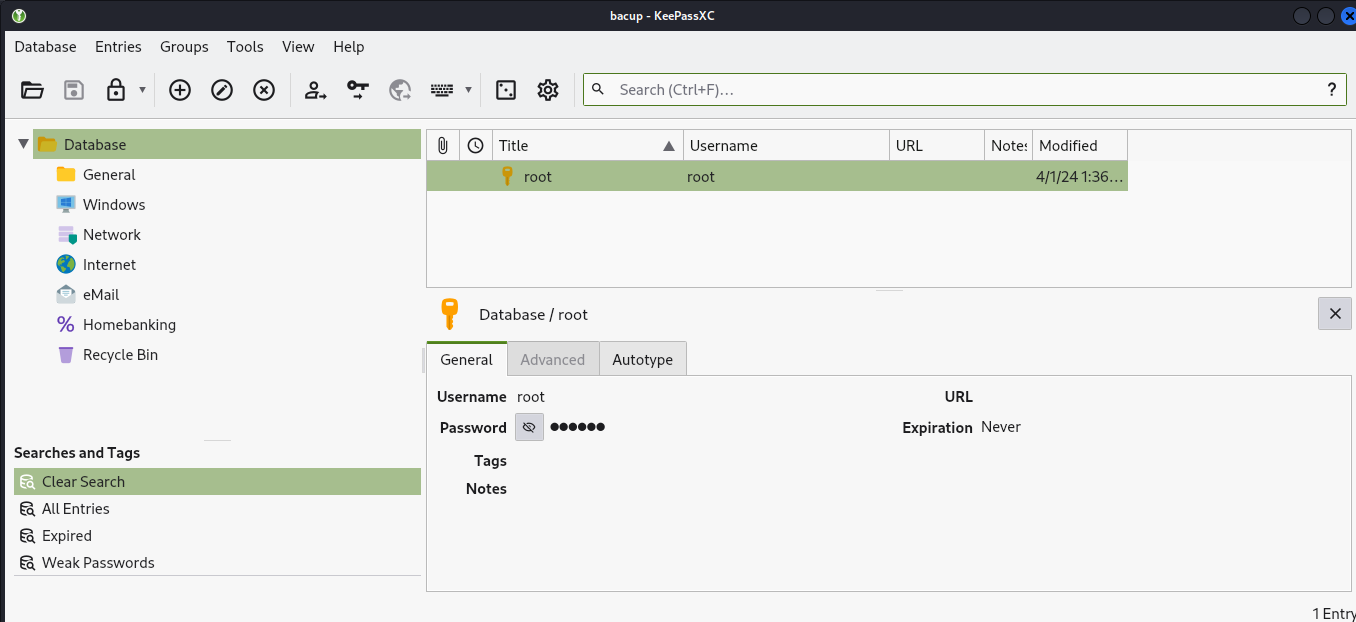 bacup - KeePassXC
Database Entries Groups Tools View Help
Search (Ctrl+F)... ?
Database
General
Windows
Network
Internet
eMail
Homebanking
Recycle Bin
Searches and Tags
Clear Search
All Entries
Expired
Weak Passwords
Title Username URL Notes Modified
root root 4/1/24 1:36...
Database / root
General Advanced Autotype
Username root URL
Password ●●●●●● Expiration Never
Tags
Notes
1 Entry